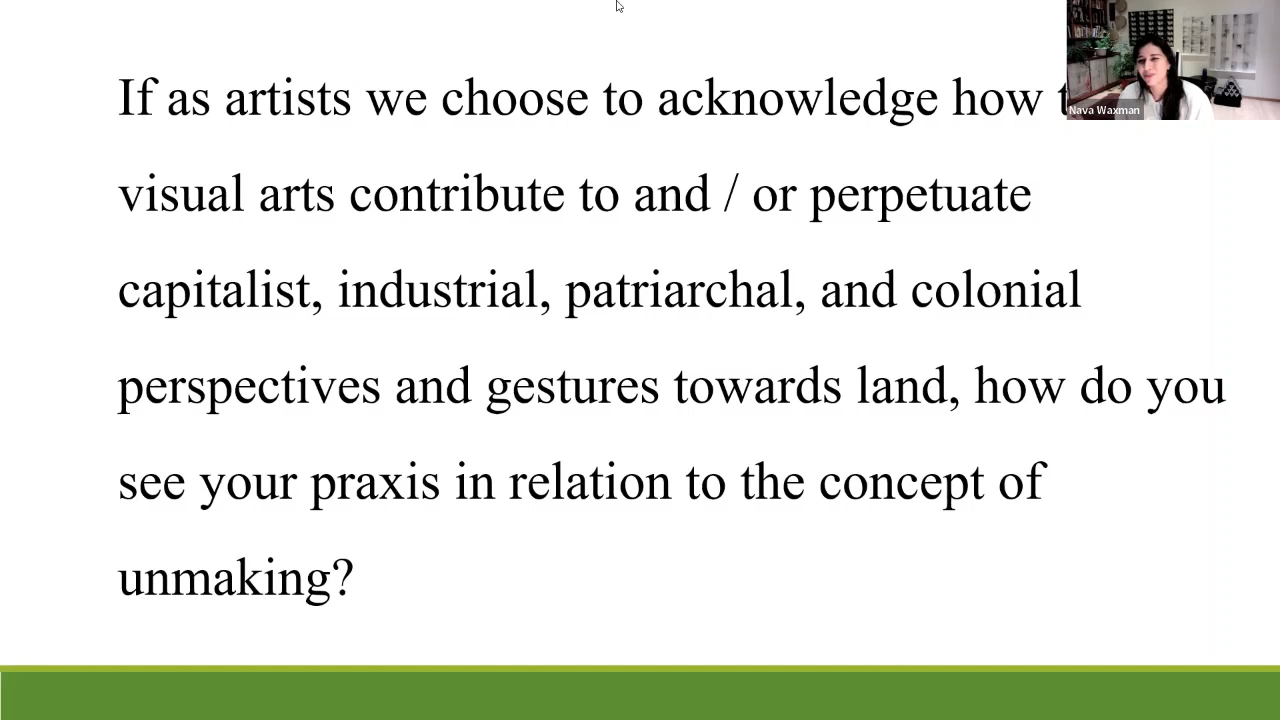 If as artists we choose to acknowledge how
Nava Waxman
visual arts contribute to and / or perpetuate
capitalist, industrial, patriarchal, and colonial
perspectives and gestures towards land, how do you
see your praxis in relation to the concept of
unmaking?